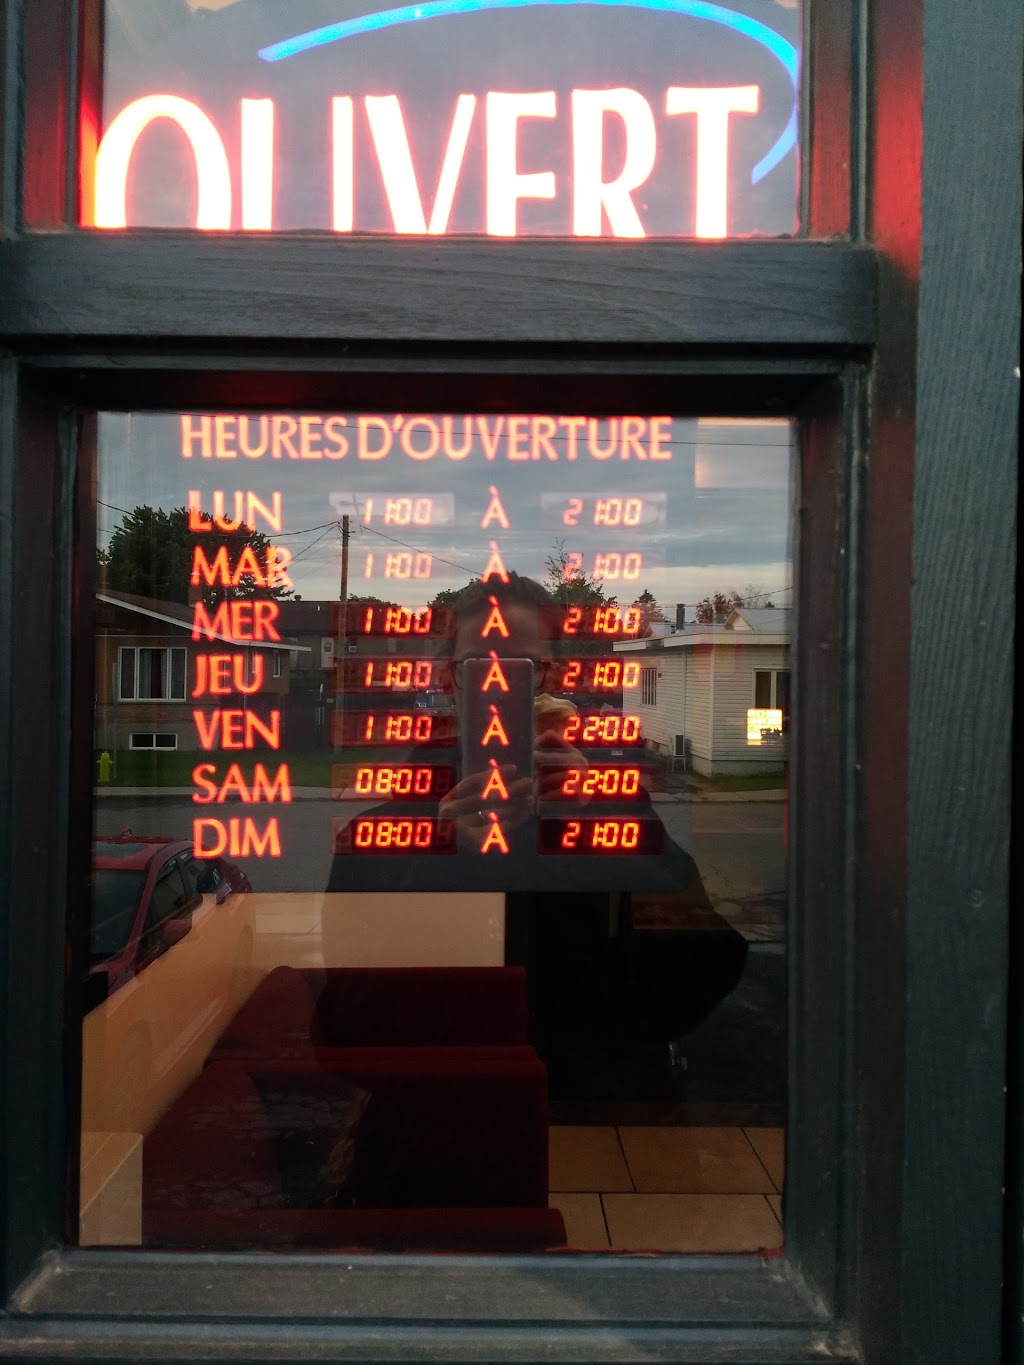 OUVERT
HEURES D'OUVERTURE
LUN 11:00 À 21:00
MAR 11:00 À 21:00
MER 11:00 À 21:00
JEU 11:00 À 21:00
VEN 11:00 À 22:00
SAM 08:00 À 22:00
DIM 08:00 À 21:00